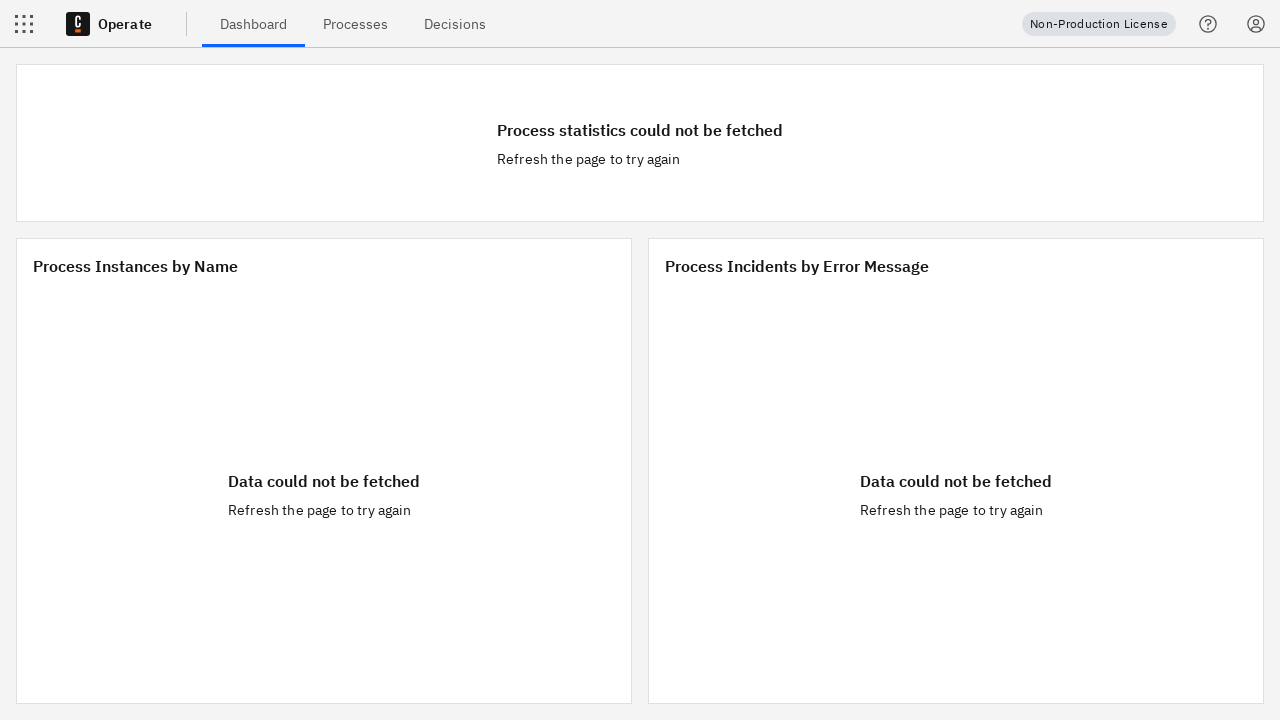 Operate
Dashboard
Processes
Decisions
Non-Production License
Process statistics could not be fetched
Refresh the page to try again
Process Instances by Name
Data could not be fetched
Refresh the page to try again
Process Incidents by Error Message
Data could not be fetched
Refresh the page to try again